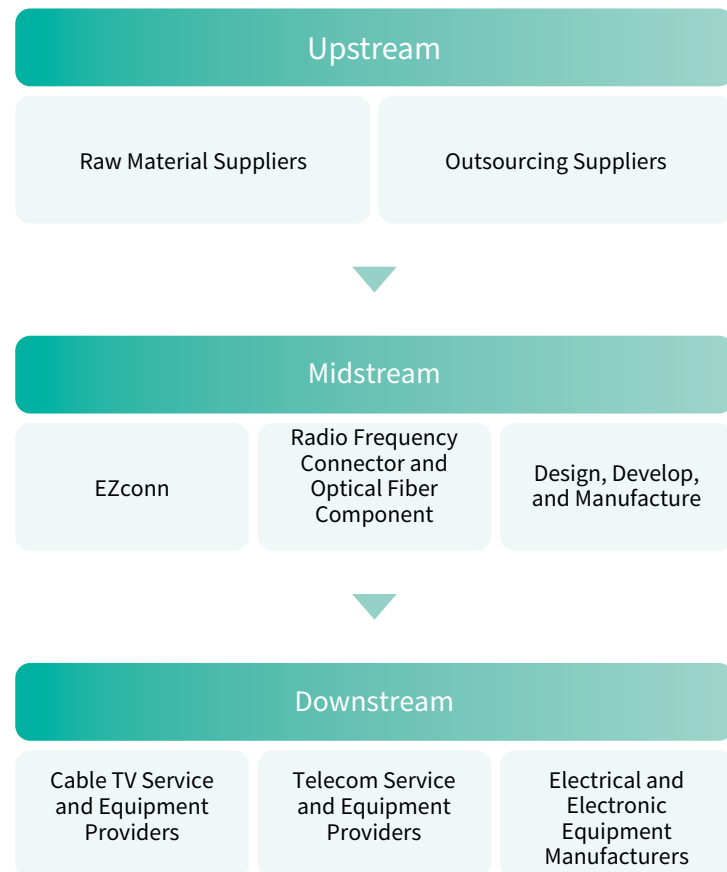 Upstream
Raw Material Suppliers
Outsourcing Suppliers
Midstream
EZconn
Radio Frequency
Connector and
Optical Fiber
Component
Design, Develop,
and Manufacture
Downstream
Cable TV Service
and Equipment
Providers
Telecom Service
and Equipment
Providers
Electrical and
Electronic
Equipment
Manufacturers